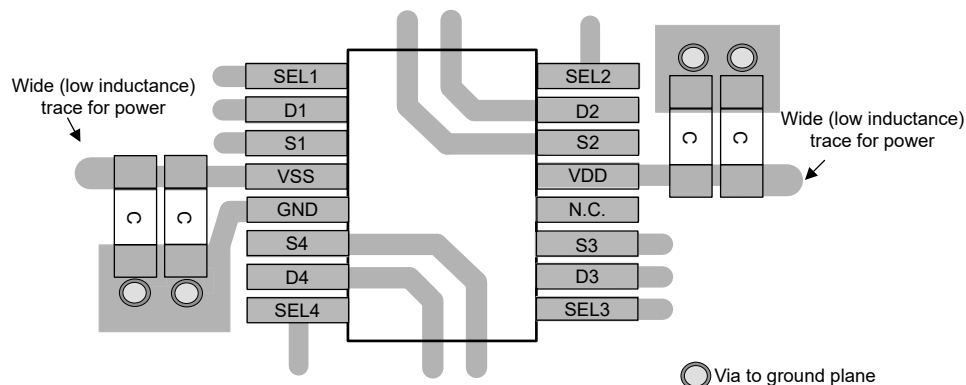 Wide (low inductance)
trace for power
SEL1
D1
S1
VSS
GND
S4
D4
SEL4
C
C
SEL2
D2
S2
VDD
N.C.
S3
D3
SEL3
C
C
Wide (low inductance)
trace for power
Via to ground plane